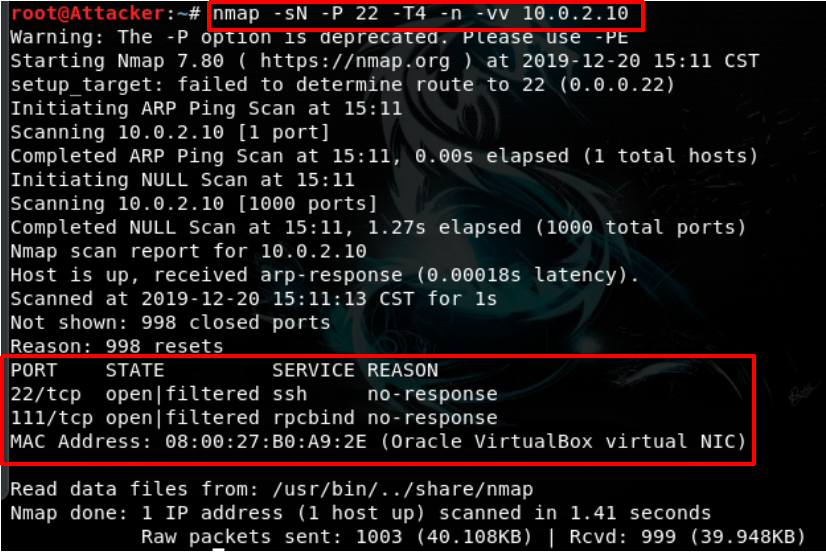 root@Attacker:~# nmap -sN -P 22 -T4 -n -vv 10.0.2.10
Warning: The -P option is deprecated. Please use -PE
Starting Nmap 7.80 ( https://nmap.org ) at 2019-12-20 15:11 CST
setup_target: failed to determine route to 22 (0.0.0.22)
Initiating ARP Ping Scan at 15:11
Scanning 10.0.2.10 [1 port]
Completed ARP Ping Scan at 15:11, 0.00s elapsed (1 total hosts)
Initiating NULL Scan at 15:11
Scanning 10.0.2.10 [1000 ports]
Completed NULL Scan at 15:11, 1.27s elapsed (1000 total ports)
Nmap scan report for 10.0.2.10
Host is up, received arp-response (0.00018s latency).
Scanned at 2019-12-20 15:11:13 CST for 1s
Not shown: 998 closed ports
Reason: 998 resets
PORT    STATE         SERVICE REASON
22/tcp  open|filtered ssh     no-response
111/tcp open|filtered rpcbind no-response
MAC Address: 08:00:27:B0:A9:2E (Oracle VirtualBox virtual NIC)
Read data files from: /usr/bin/../share/nmap
Nmap done: 1 IP address (1 host up) scanned in 1.41 seconds
           Raw packets sent: 1003 (40.108KB) | Rcvd: 999 (39.948KB)